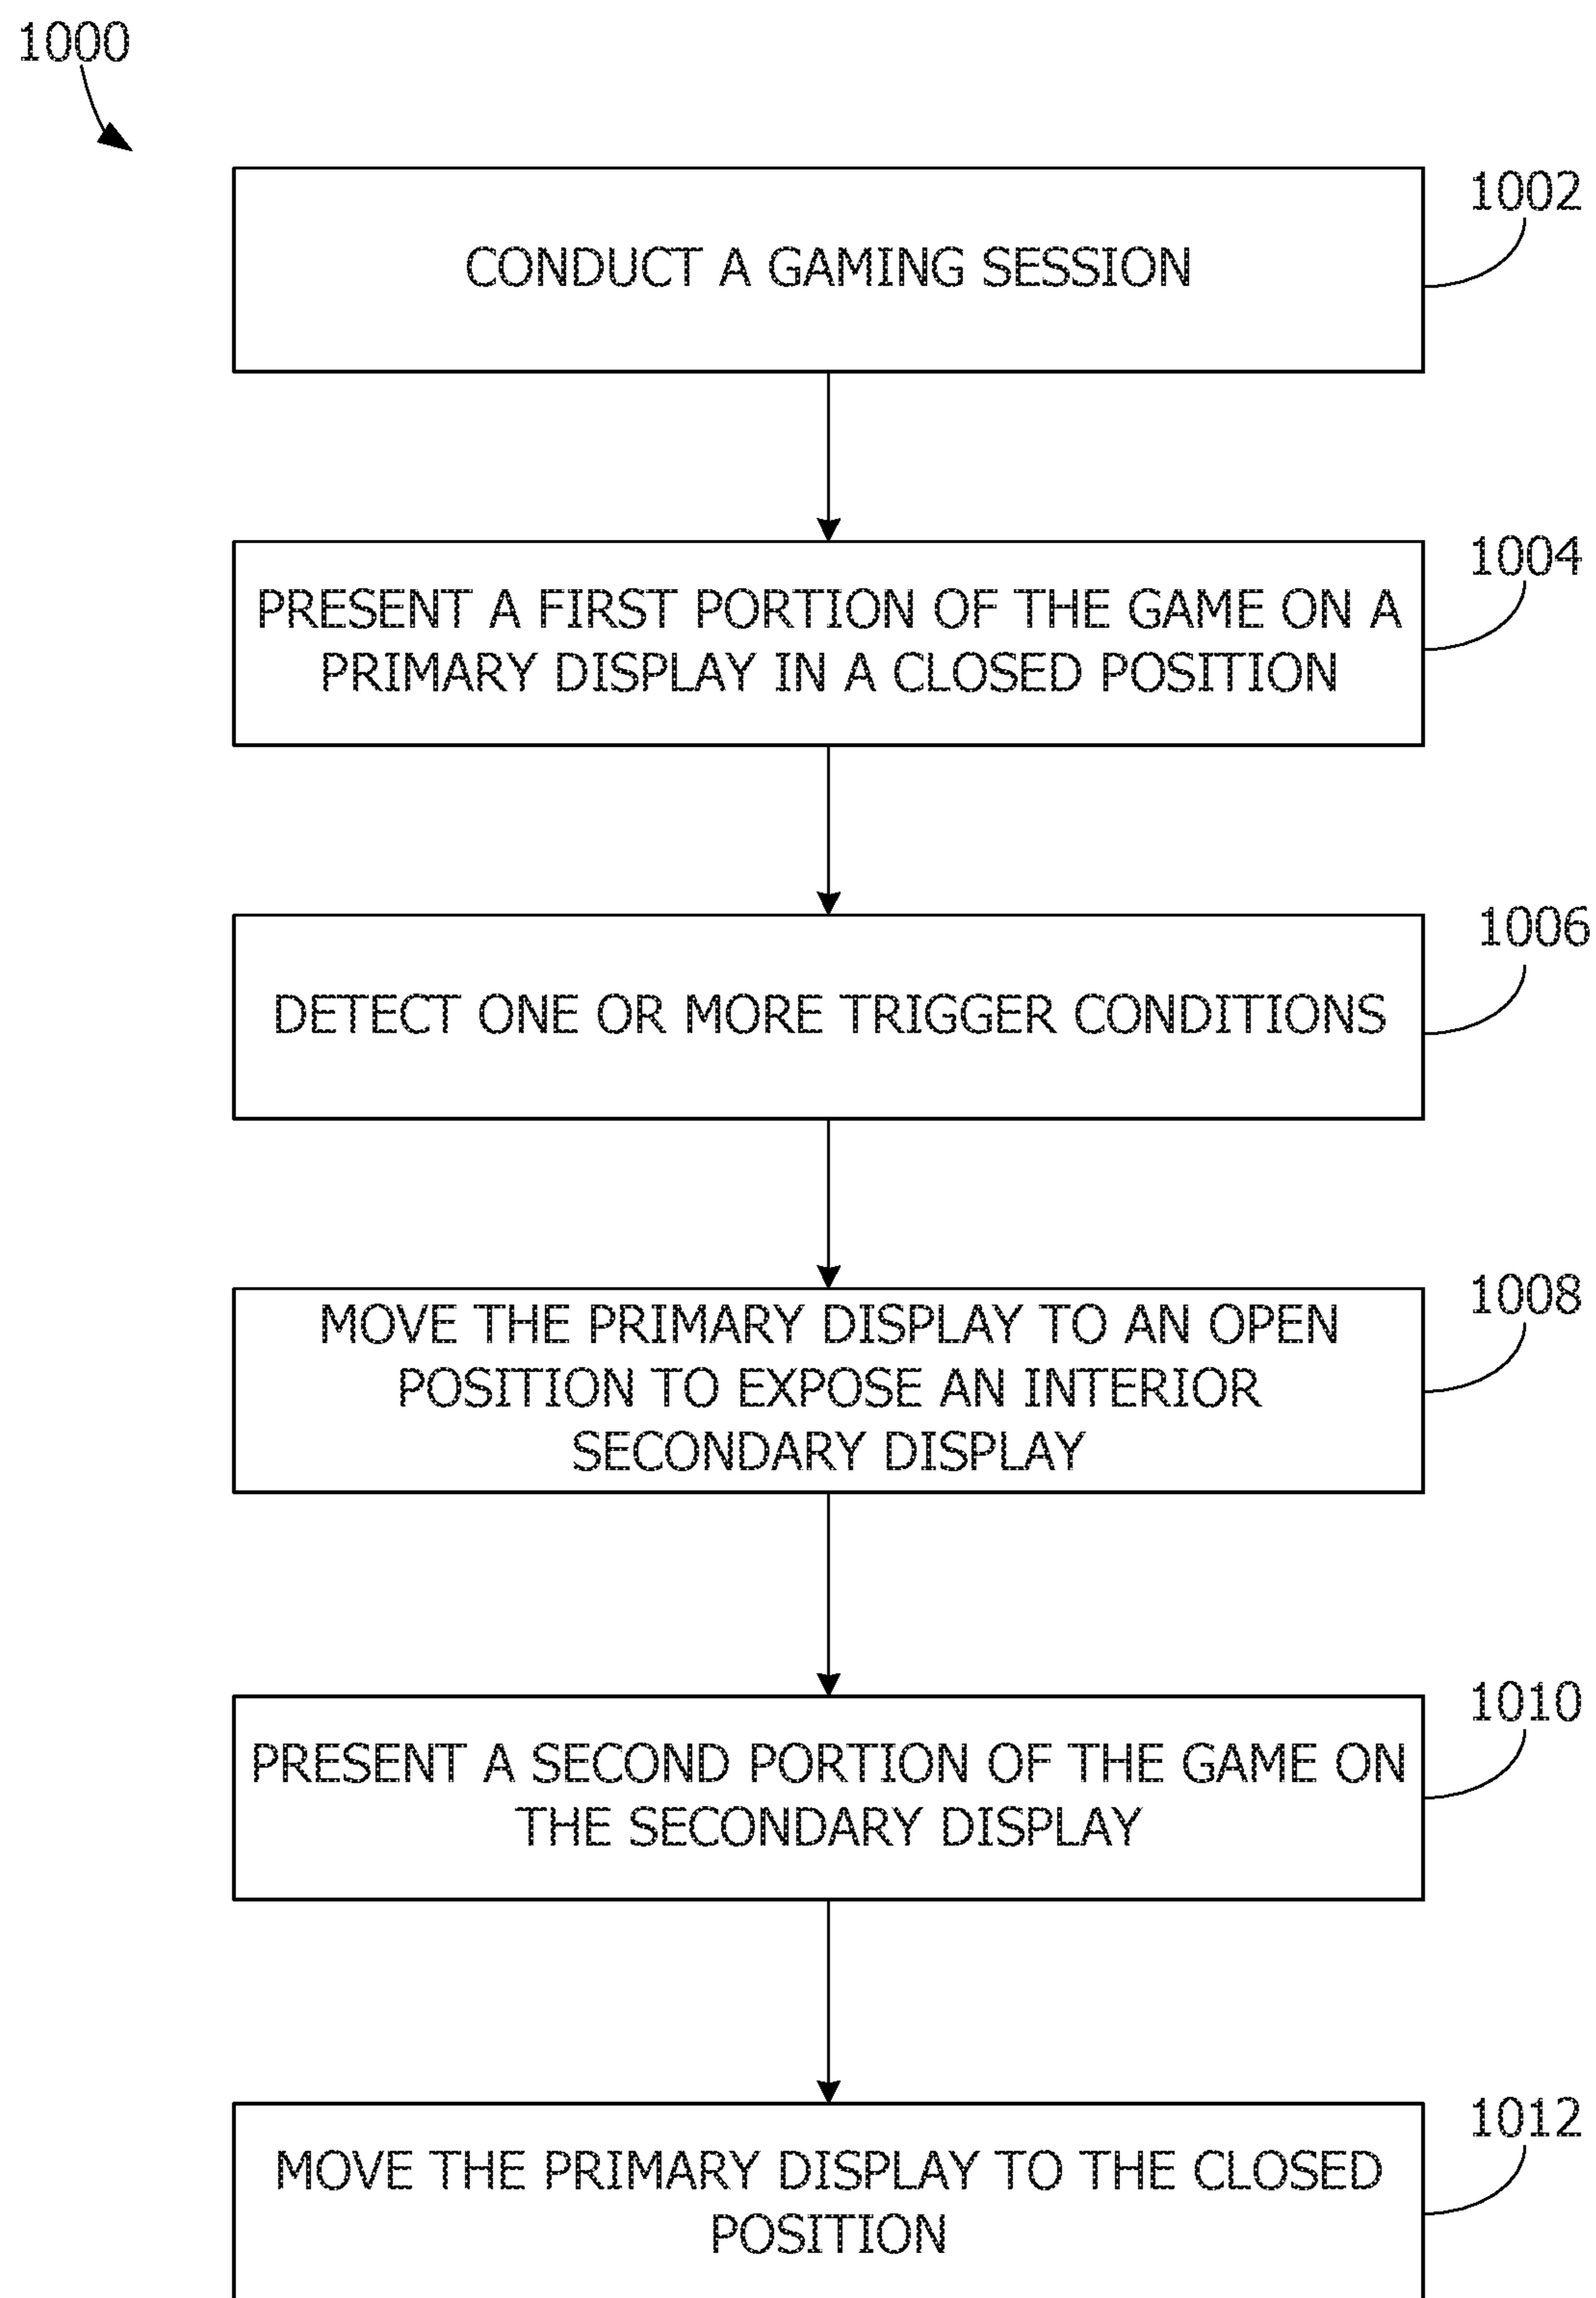 1000
1002
CONDUCT A GAMING SESSION
1004
PRESENT A FIRST PORTION OF THE GAME ON A
PRIMARY DISPLAY IN A CLOSED POSITION
1006
DETECT ONE OR MORE TRIGGER CONDITIONS
1008
MOVE THE PRIMARY DISPLAY TO AN OPEN
POSITION TO EXPOSE AN INTERIOR
SECONDARY DISPLAY
1010
PRESENT A SECOND PORTION OF THE GAME ON
THE SECONDARY DISPLAY
1012
MOVE THE PRIMARY DISPLAY TO THE CLOSED
POSITION